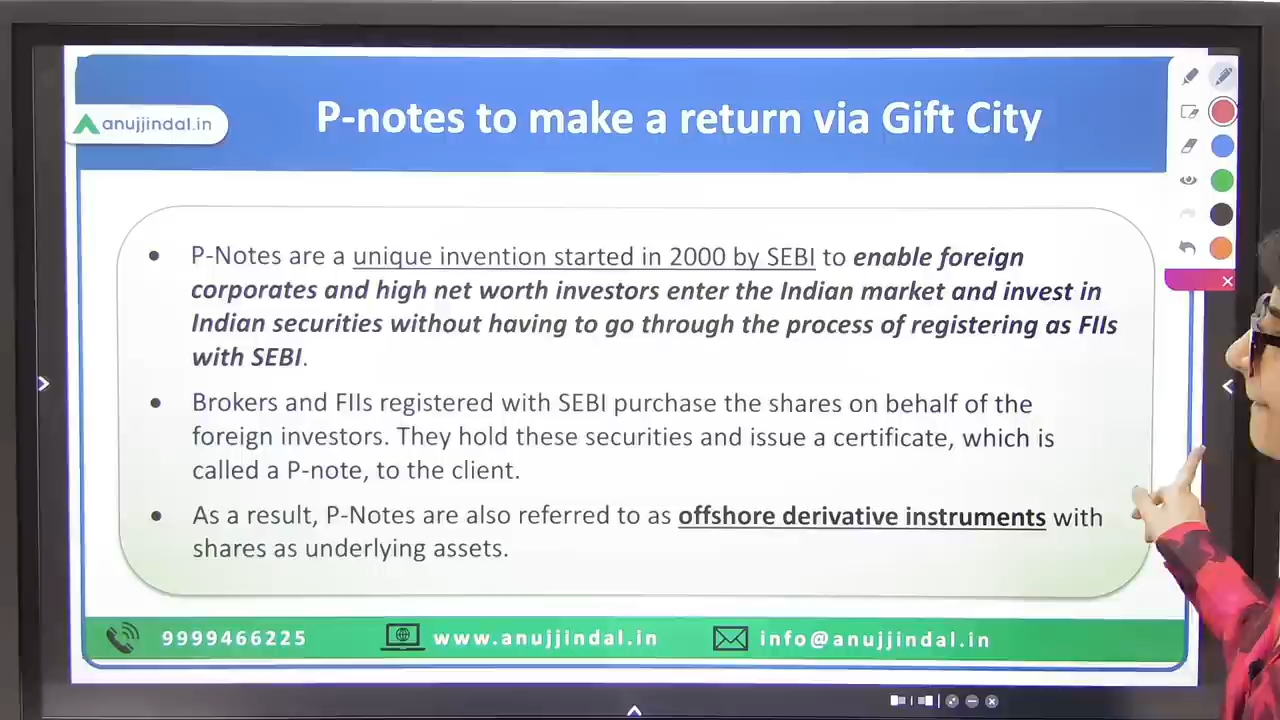 anujjindal.in
P-notes to make a return via Gift City
P-Notes are a unique invention started in 2000 by SEBI to enable foreign
corporates and high net worth investors enter the Indian market and invest in
Indian securities without having to go through the process of registering as FIIs
with SEBI.
Brokers and FIIs registered with SEBI purchase the shares on behalf of the
foreign investors. They hold these securities and issue a certificate, which is
called a P-note, to the client.
As a result, P-Notes are also referred to as offshore derivative instruments with
shares as underlying assets.
9999466225 www.anujjindal.in info@anujjindal.in